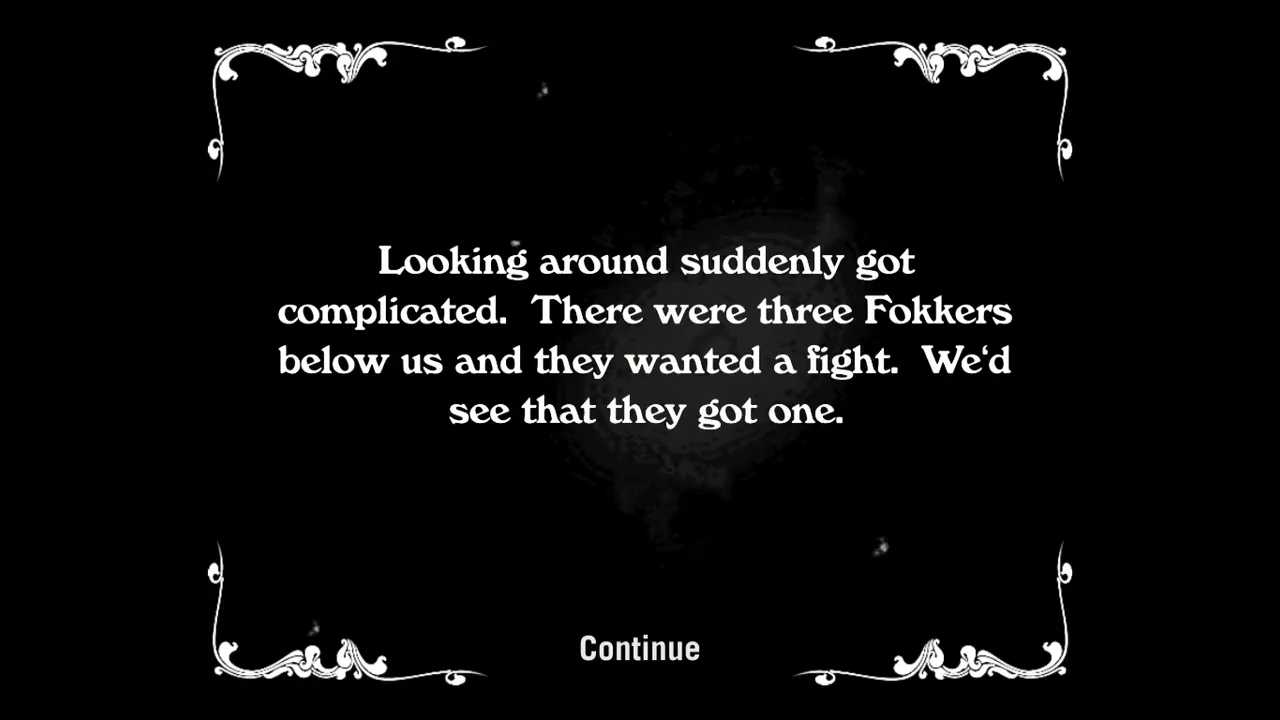 Looking around suddenly got
complicated.  There were three Fokkers
below us and they wanted a fight.  We‘d
see that they got one.
Continue